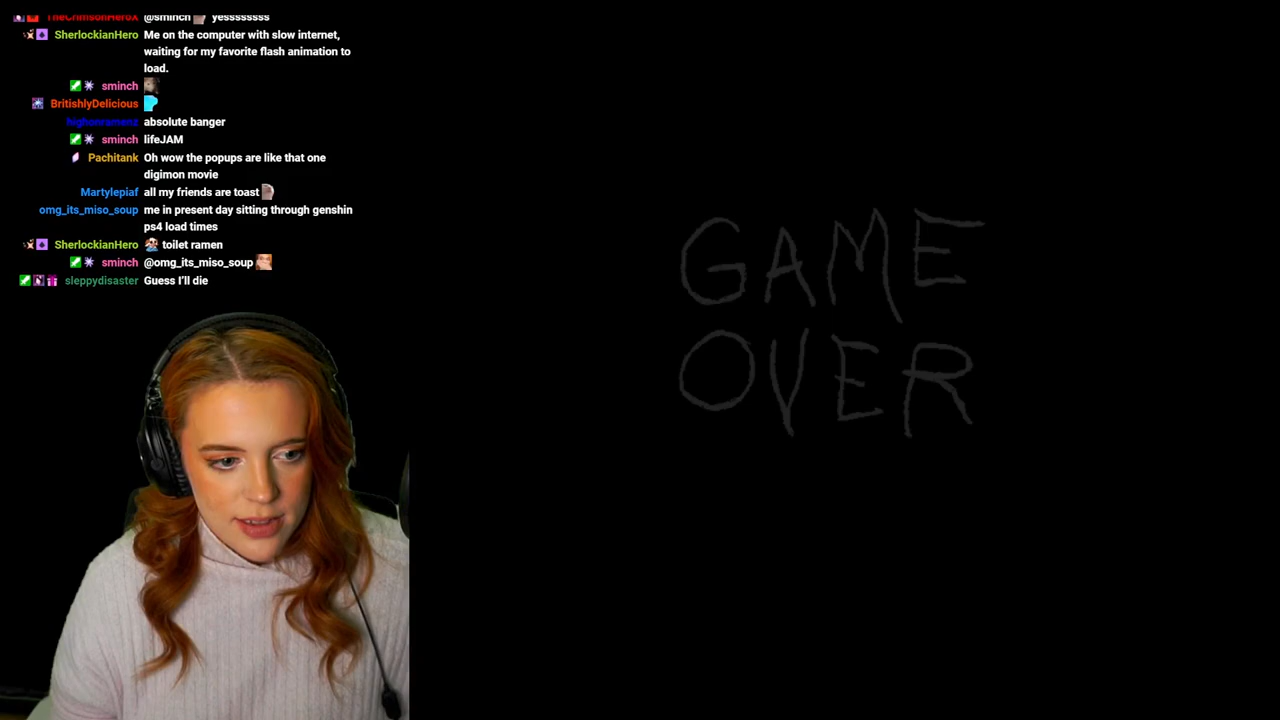 TheCrimsonHeroX @sminch yesssssssss
SherlockianHero Me on the computer with slow internet,
waiting for my favorite flash animation to
load.
sminch
BritishlyDelicious
highonramenz absolute banger
sminch lifeJAM
Pachitank Oh wow the popups are like that one
digimon movie
Martylepiaf all my friends are toast
omg_its_miso_soup me in present day sitting through genshin
ps4 load times
SherlockianHero toilet ramen
sminch @omg_its_miso_soup
sleppydisaster Guess I'll die
GAME
OVER